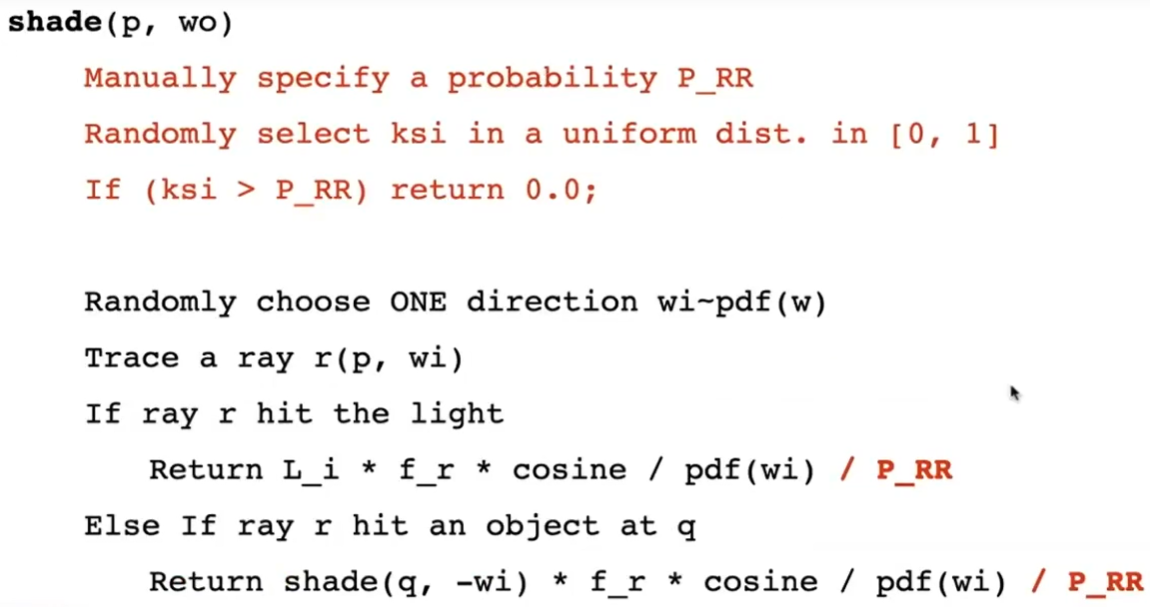 shade(p, wo)
Manually specify a probability P_RR
Randomly select ksi in a uniform dist. in [0, 1]
If (ksi > P_RR) return 0.0;
Randomly choose ONE direction wi~pdf(w)
Trace a ray r(p, wi)
If ray r hit the light
Return L_i * f_r * cosine / pdf(wi) / P_RR
Else If ray r hit an object at q
Return shade(q, -wi) * f_r * cosine / pdf(wi) / P_RR